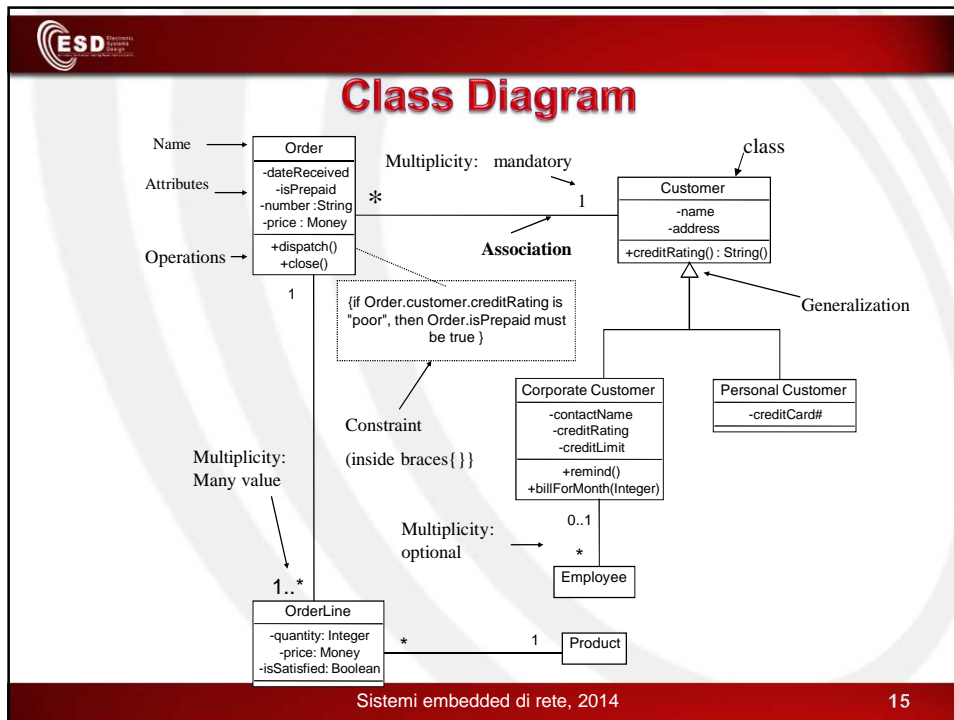 ESD Electronic
Systems
Design
Class Diagram
Name
Order
-dateReceived
-isPrepaid
-number :String
-price : Money
+dispatch()
+close()
Attributes
Operations
Multiplicity: mandatory
class
*
1
Association
Customer
-name
-address
+creditRating() : String()
Generalization
1
{if Order.customer.creditRating is
"poor", then Order.isPrepaid must
be true }
Constraint
(inside braces{}}
Corporate Customer
-contactName
-creditRating
-creditLimit
+remind()
+billForMonth(Integer)
Personal Customer
-creditCard#
Multiplicity:
Many value
Multiplicity:
optional
0..1
*
Employee
1..*
OrderLine
-quantity: Integer
-price: Money
-isSatisfied: Boolean
*
1
Product
Sistemi embedded di rete, 2014
15